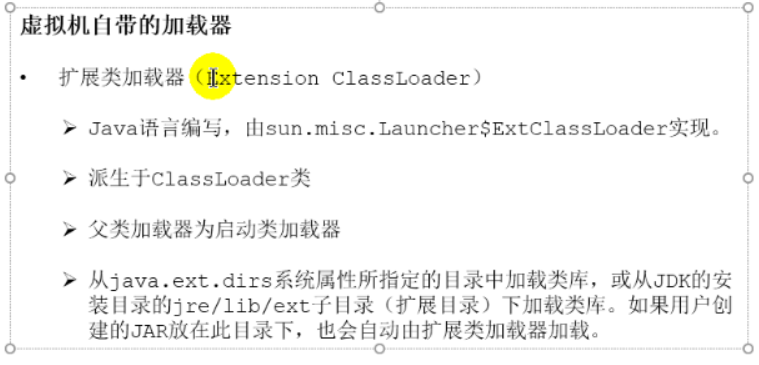 虚拟机自带的加载器
• 扩展类加载器（Extension ClassLoader）
➢ Java语言编写，由sun.misc.Launcher$ExtClassLoader实现。
➢ 派生于ClassLoader类
➢ 父类加载器为启动类加载器
➢ 从java.ext.dirs系统属性所指定的目录中加载类库，或从JDK的安
装目录的jre/lib/ext子目录（扩展目录）下加载类库。如果用户创
建的JAR放在此目录下，也会自动由扩展类加载器加载。